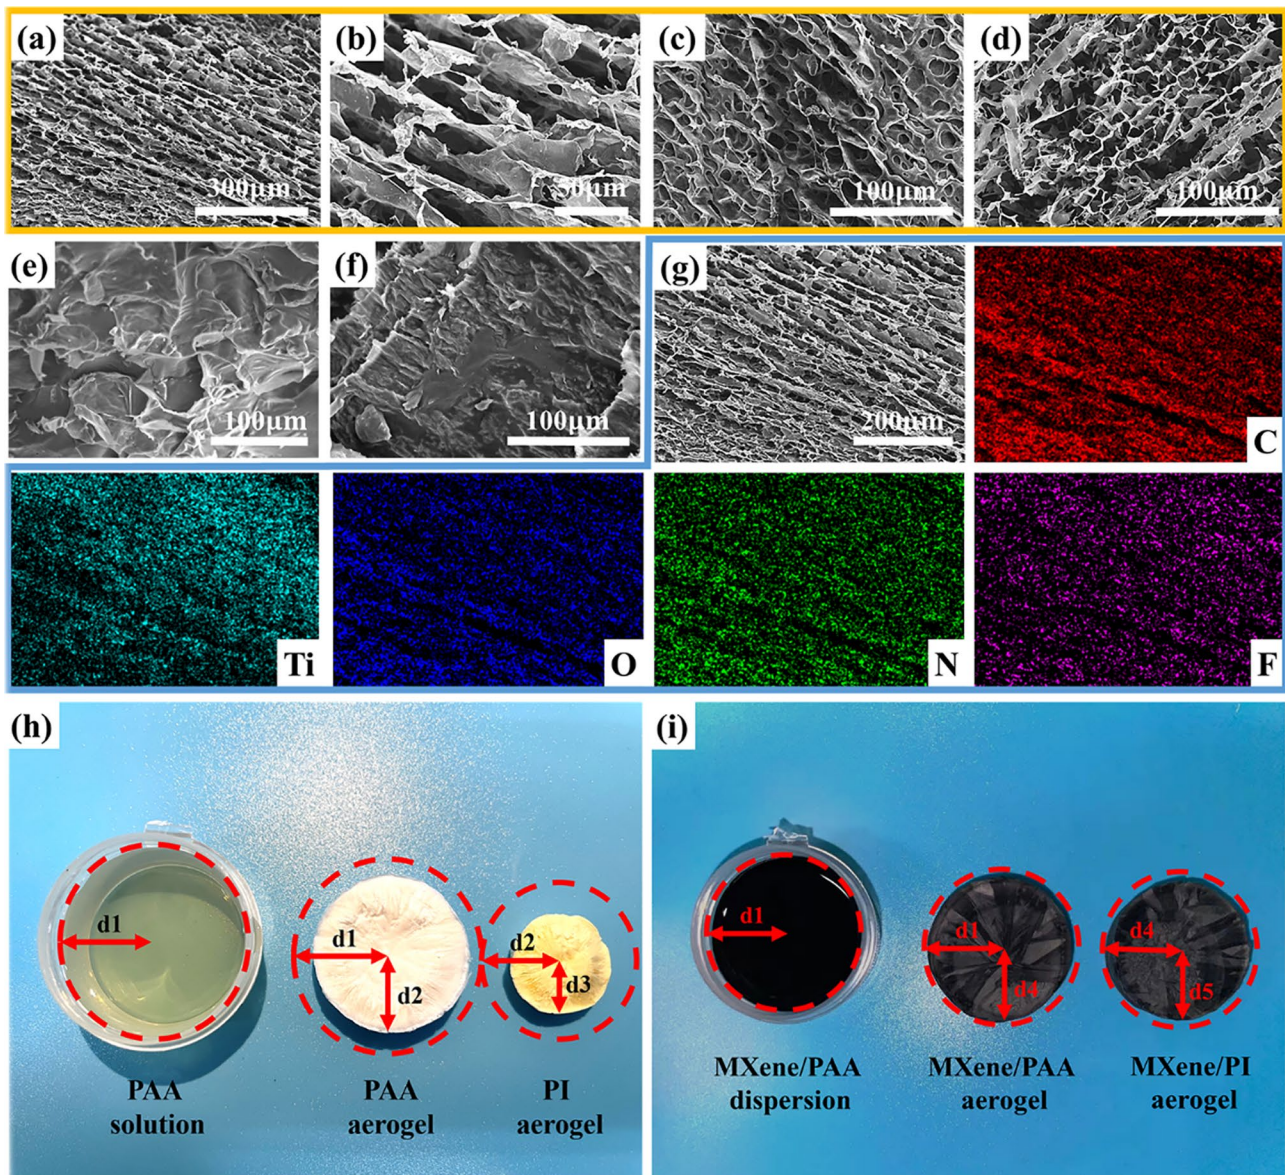 (a)
300μm
(b)
50μm
(c)
100μm
(d)
100μm
(e)
100μm
(f)
100μm
(g)
200μm
C
Ti
O
N
F
(h)
d1
d1
d2
d2
d3
PAA
solution
PAA
aerogel
PI
aerogel
(i)
d1
d1
d4
d4
d5
MXene/PAA
dispersion
MXene/PAA
aerogel
MXene/PI
aerogel